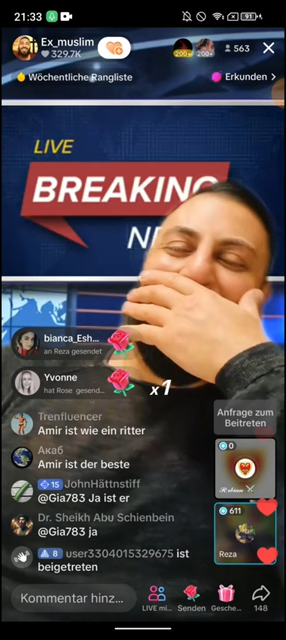 21:33
91
Ex_muslim
329.7K
200+
200+
563
Wöchentliche Rangliste
Erkunden
LIVE
BREAKING
bianca_Esh...
an Reza gesendet
Yvonne
hat Rose gesend...
x1
Trenfluencer
Amir ist wie ein ritter
Акаб
Amir ist der beste
15 JohnHättnstiff
@Gia783 Ja ist er
Dr. Sheikh Abu Schienbein
@Gia783 ja
8 user3304015329675 ist
beigetreten
Anfrage zum
Beitreten
0
611
Reza
Kommentar hinz...
LIVE mi...
Senden
Gesche...
148